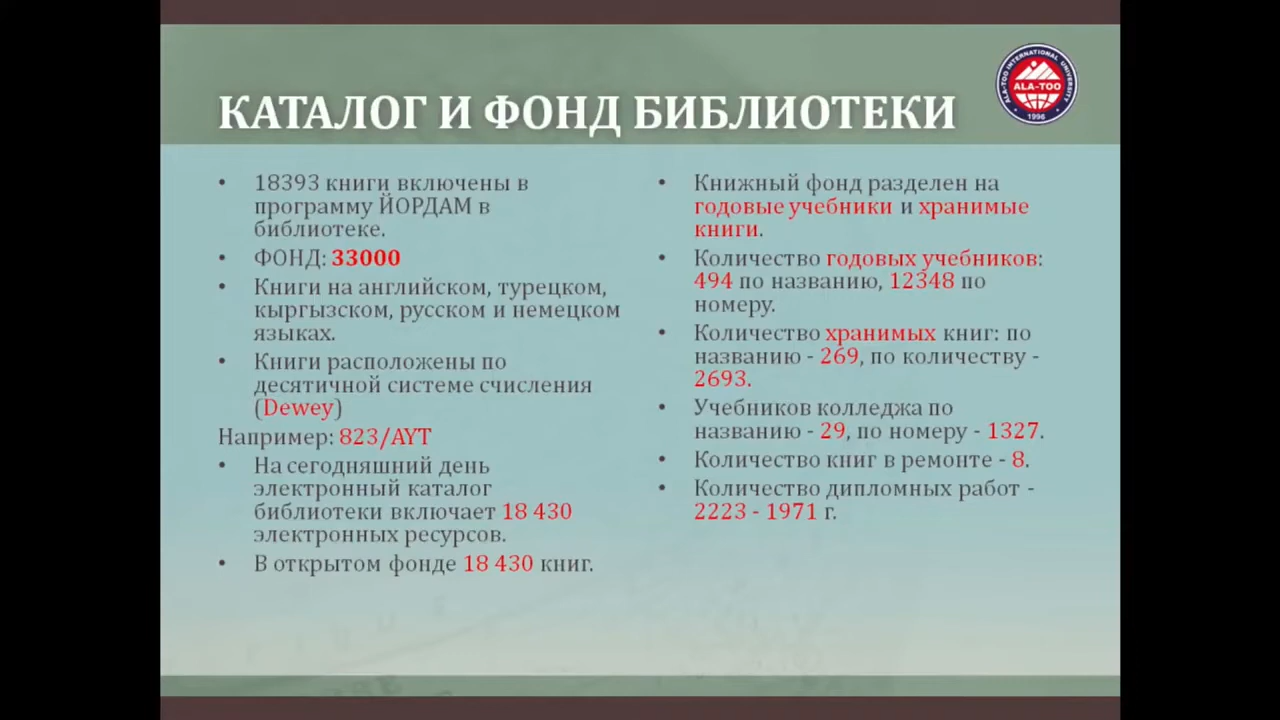 КАТАЛОГ И ФОНД БИБЛИОТЕКИ
ALA-TOO INTERNATIONAL UNIVERSITY
ALA-TOO
1996
• 18393 книги включены в
программу ЙОРДАМ в
библиотеке.
• ФОНД: 33000
• Книги на английском, турецком,
кыргызском, русском и немецком
языках.
• Книги расположены по
десятичной системе счисления
(Dewey)
Например: 823/AYT
• На сегодняшний день
электронный каталог
библиотеки включает 18 430
электронных ресурсов.
• В открытом фонде 18 430 книг.
• Книжный фонд разделен на
годовые учебники и хранимые
книги.
• Количество годовых учебников:
494 по названию, 12348 по
номеру.
• Количество хранимых книг: по
названию - 269, по количеству -
2693.
• Учебников колледжа по
названию - 29, по номеру - 1327.
• Количество книг в ремонте - 8.
• Количество дипломных работ -
2223 - 1971 г.